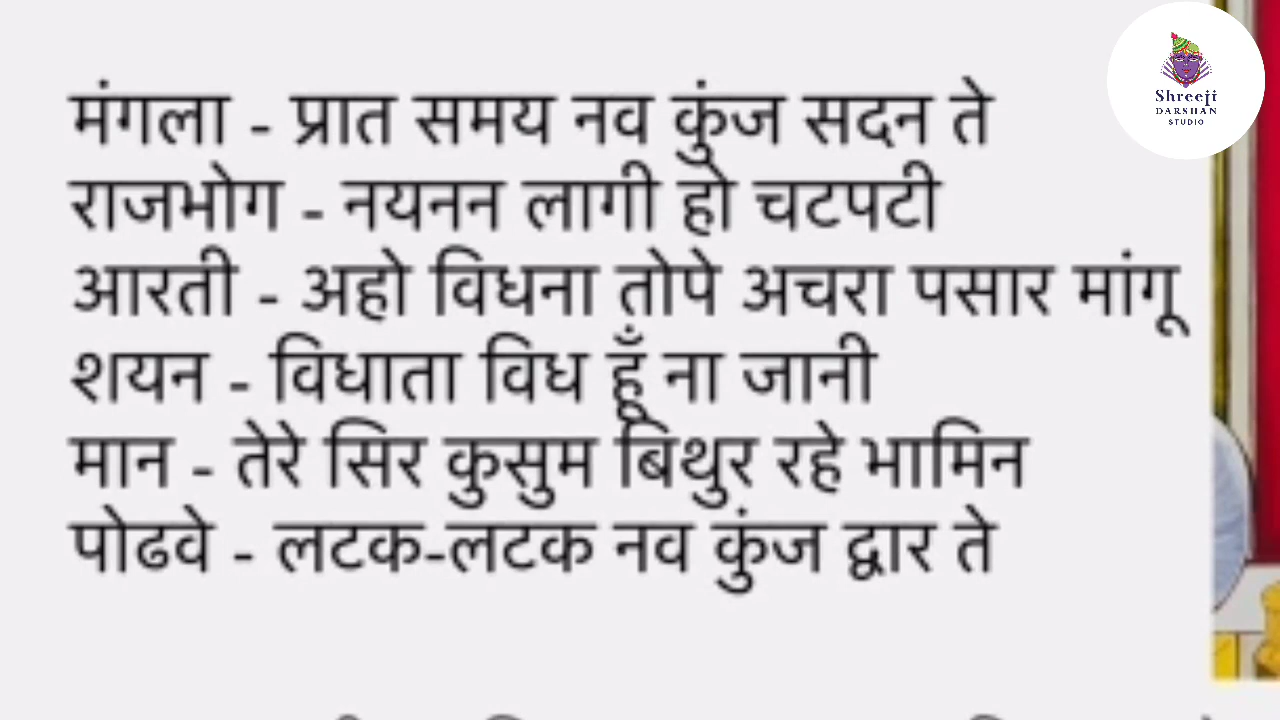 मंगला - प्रात समय नव कुंज सदन ते
राजभोग - नयनन लागी हो चटपटी
आरती - अहो विधना तोपे अचरा पसार मांगू
शयन - विधाता विध हूँ ना जानी
मान - तेरे सिर कुसुम बिथुर रहे भामिन
पोढवे - लटक-लटक नव कुंज द्वार ते
Shreeji
DARSHAN
STUDIO